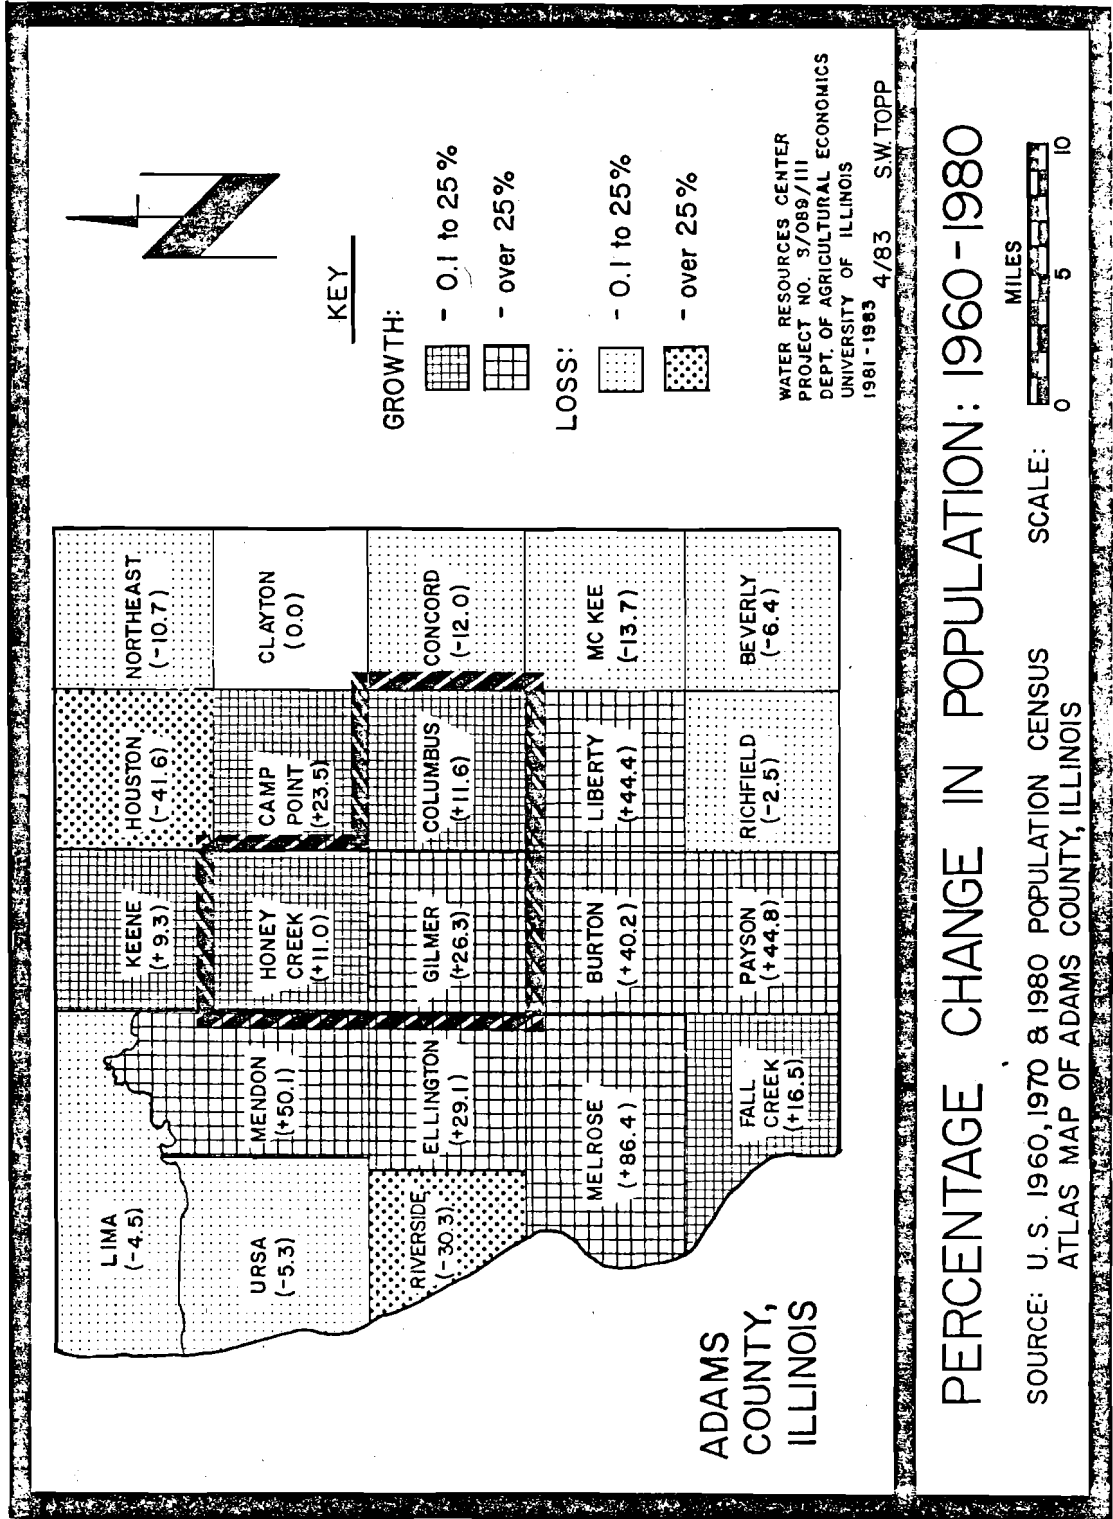 LIMA
(-4.5)
KEENE
(+9.3)
HOUSTON
(-41.6)
NORTHEAST
(-10.7)
URSA
(-5.3)
MENDON
(+50.1)
HONEY
CREEK
(+11.0)
CAMP
POINT
(+23.5)
CLAYTON
(0.0)
RIVERSIDE
(-30.3)
ELLINGTON
(+29.1)
GILMER
(+26.3)
COLUMBUS
(+11.6)
CONCORD
(-12.0)
MELROSE
(+86.4)
BURTON
(+40.2)
LIBERTY
(+44.4)
MC KEE
(-13.7)
FALL
CREEK
(+16.5)
PAYSON
(+44.8)
RICHFIELD
(-2.5)
BEVERLY
(-6.4)
ADAMS
COUNTY,
ILLINOIS
KEY
GROWTH:
- 0.1 to 25%
- over 25%
LOSS:
- 0.1 to 25%
- over 25%
WATER RESOURCES CENTER
PROJECT NO. S/089/111
DEPT. OF AGRICULTURAL ECONOMICS
UNIVERSITY OF ILLINOIS
1981-1983 4/83 S.W.TOPP
PERCENTAGE CHANGE IN POPULATION: 1960-1980
SOURCE: U.S. 1960, 1970 & 1980 POPULATION CENSUS
ATLAS MAP OF ADAMS COUNTY, ILLINOIS
SCALE:
MILES
0 5 10